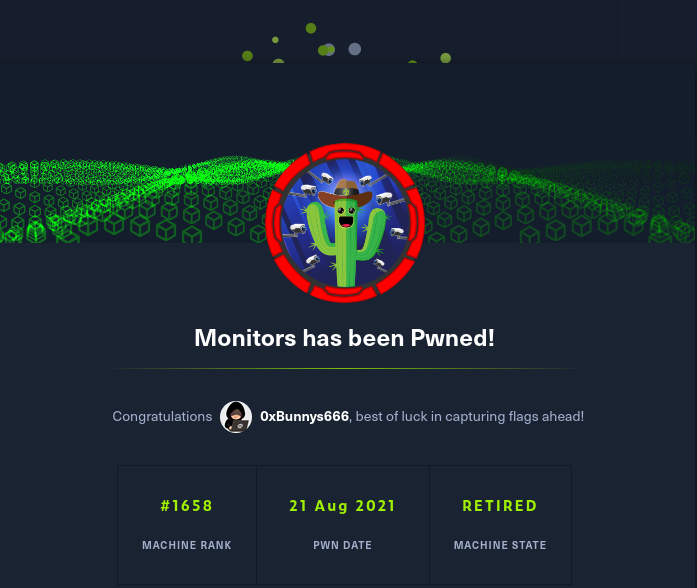 Monitors has been Pwned!
Congratulations 0xBunnys666, best of luck in capturing flags ahead!
#1658 21 Aug 2021 RETIRED
MACHINE RANK PWN DATE MACHINE STATE